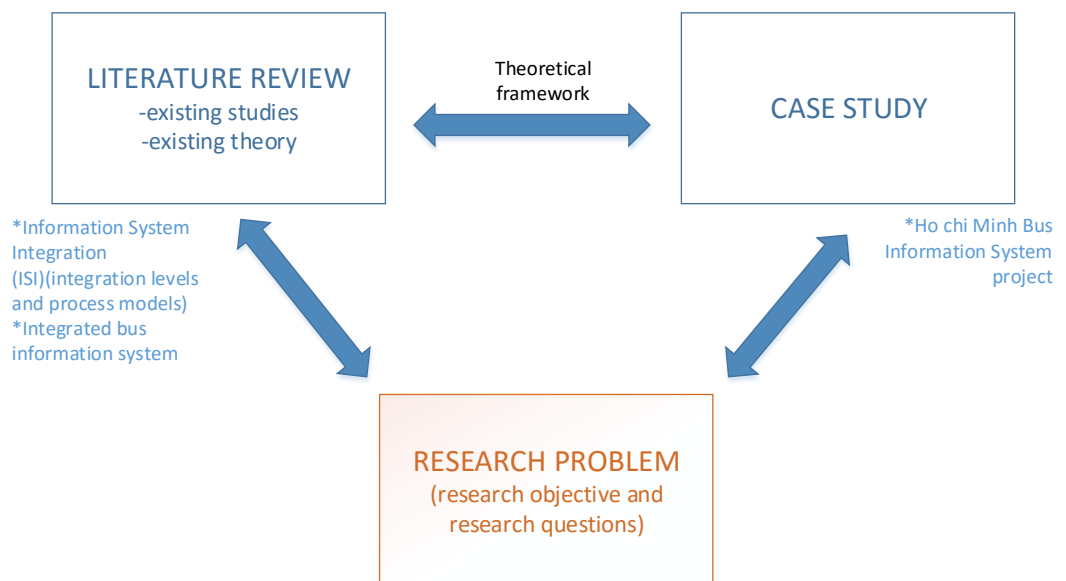 LITERATURE REVIEW
-existing studies
-existing theory
Theoretical
framework
CASE STUDY
*Information System
Integration
(ISI)(integration levels
and process models)
*Integrated bus
information system
*Ho chi Minh Bus
Information System
project
RESEARCH PROBLEM
(research objective and
research questions)